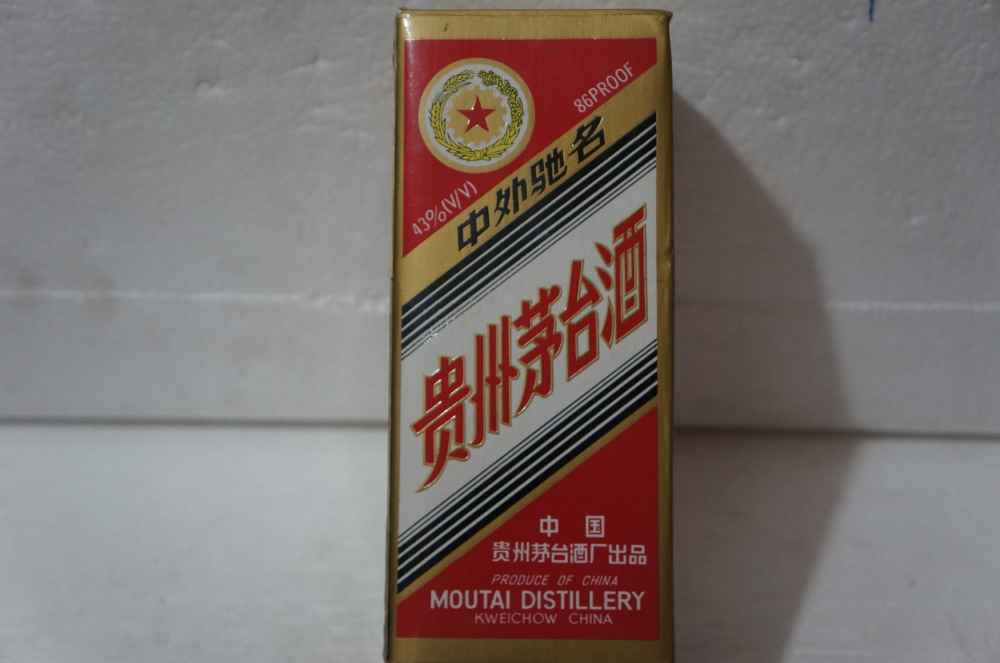 86PROOF
43%(V/V)
中外驰名
贵州茅台酒
中国
贵州茅台酒厂出品
PRODUCE OF CHINA
MOUTAI DISTILLERY
KWEICHOW CHINA